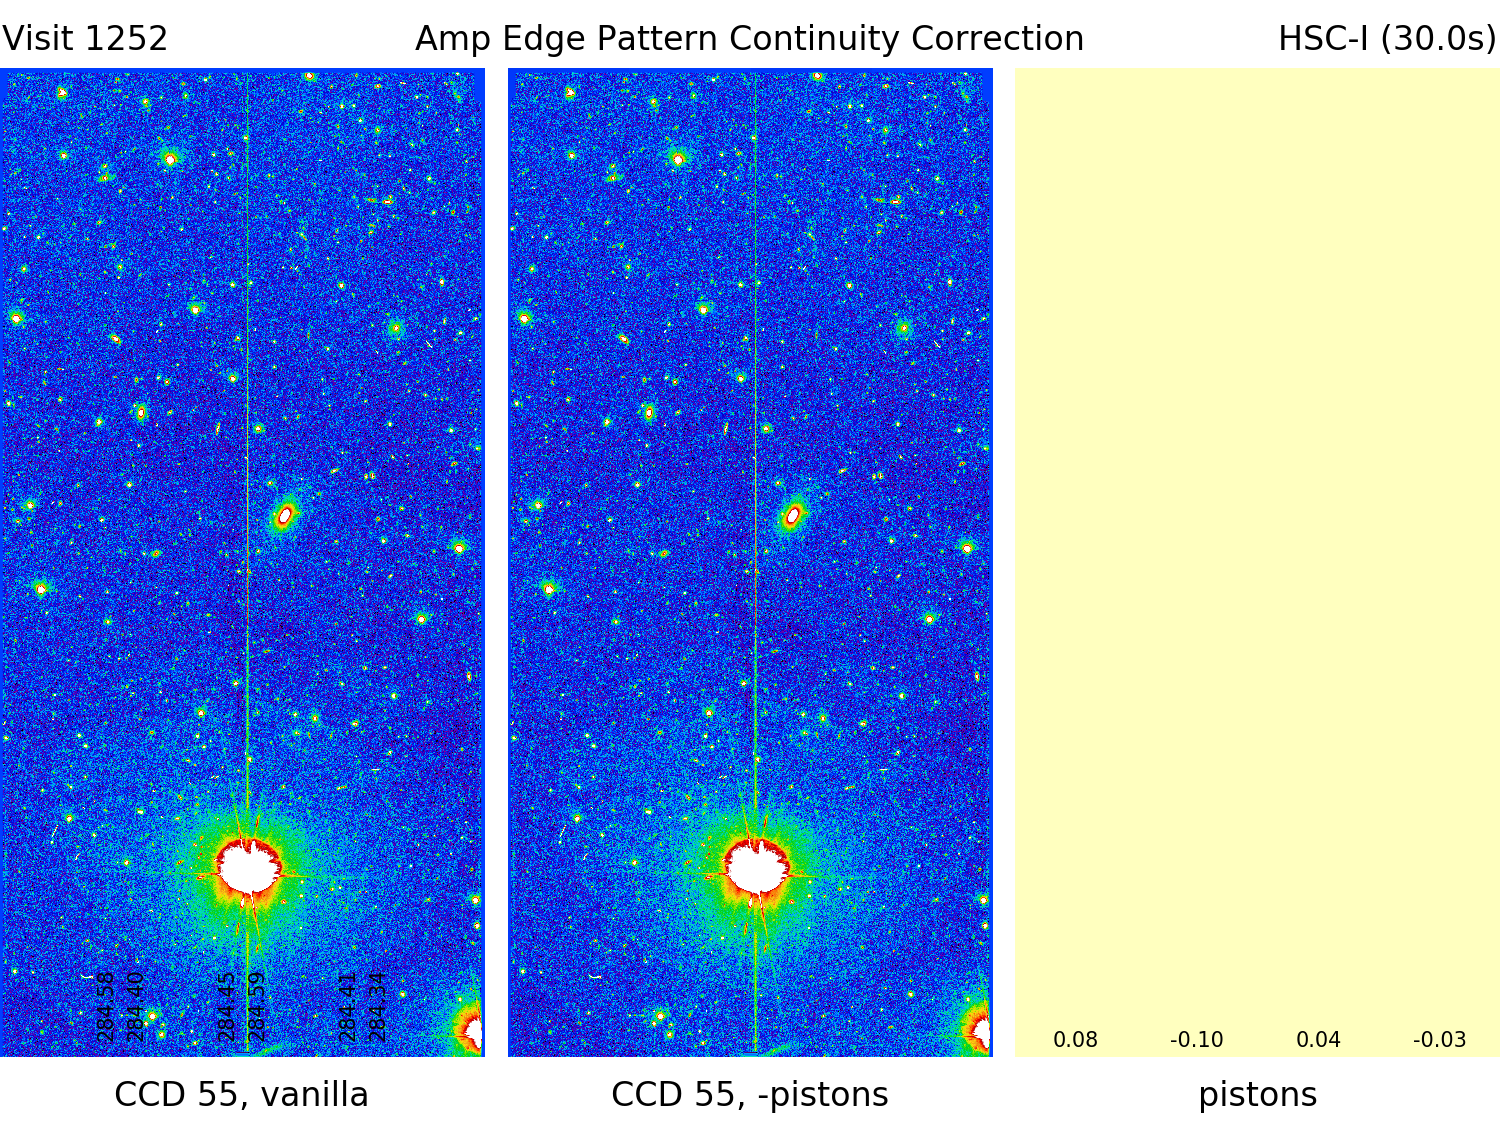 Visit 1252
Amp Edge Pattern Continuity Correction
HSC-I (30.0s)
284.58
284.40
284.45
284.59
284.41
284.34
0.08
-0.10
0.04
-0.03
CCD 55, vanilla
CCD 55, -pistons
pistons